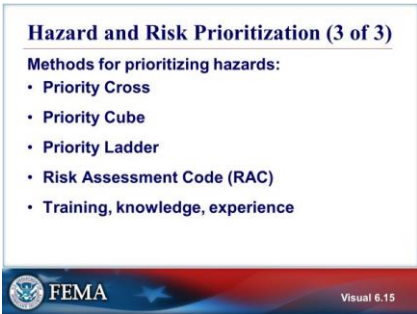 Hazard and Risk Prioritization (3 of 3)
Methods for prioritizing hazards:
• Priority Cross
• Priority Cube
• Priority Ladder
• Risk Assessment Code (RAC)
• Training, knowledge, experience
FEMA
Visual 6.15